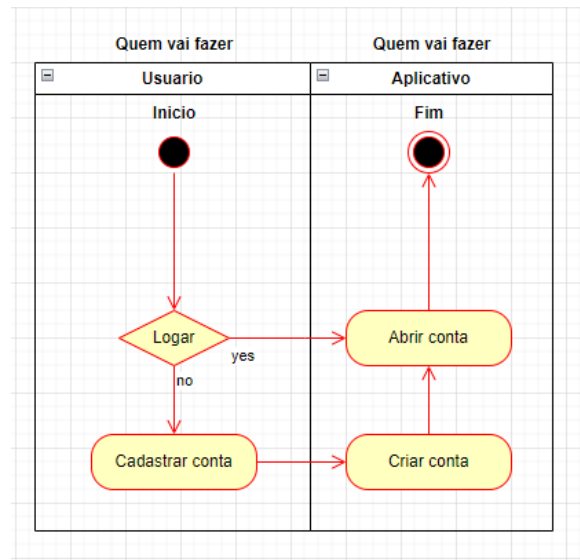 Quem vai fazer
Quem vai fazer
Usuario
Aplicativo
Inicio
Fim
Logar
yes
Abrir conta
no
Cadastrar conta
Criar conta